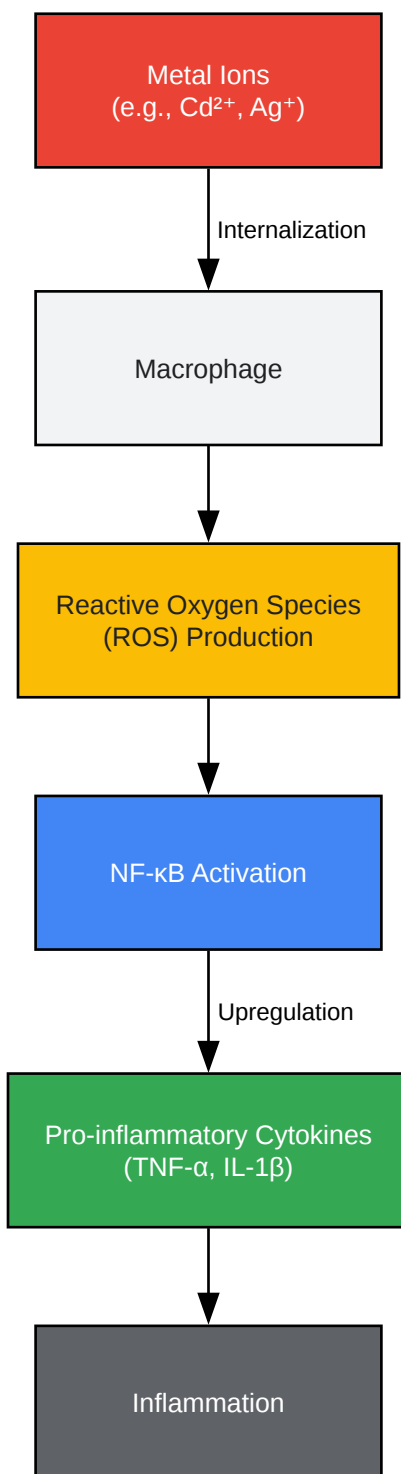 Metal Ions
(e.g., Cd²⁺, Ag⁺)
Internalization
Macrophage
Reactive Oxygen Species
(ROS) Production
NF-κB Activation
Upregulation
Pro-inflammatory Cytokines
(TNF-α, IL-1β)
Inflammation